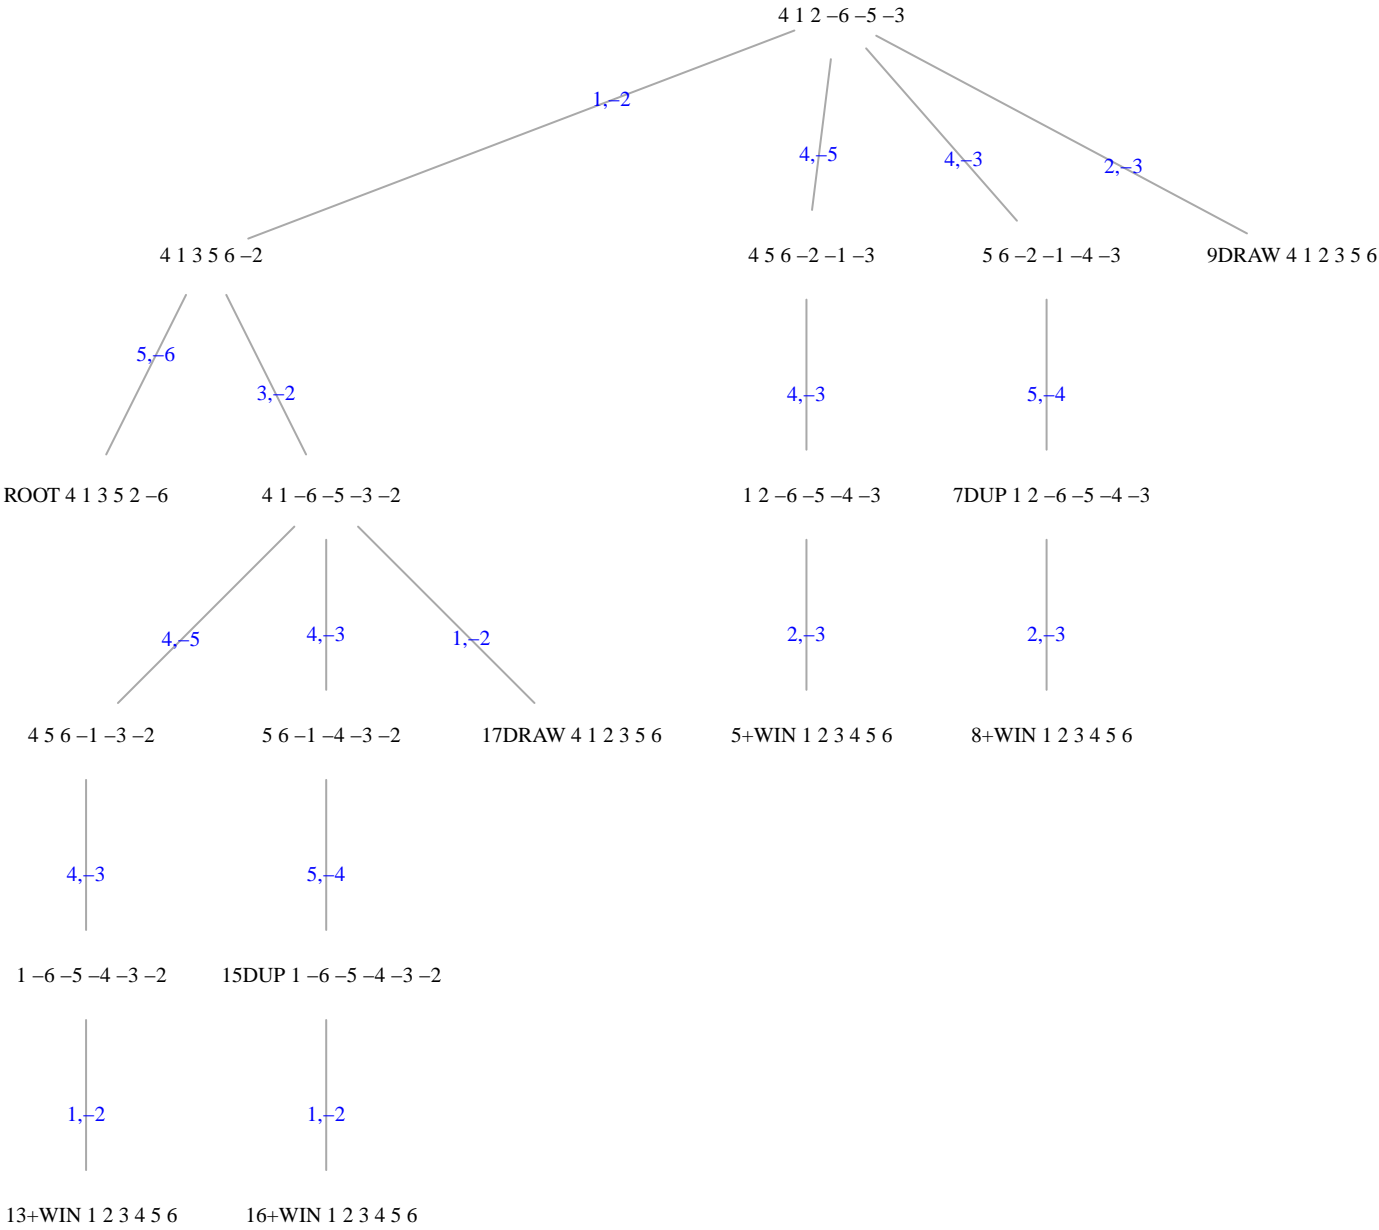 4 1 2 –6 –5 –3
1,–2
4,–5
4,–3
2,–3
4 1 3 5 6 –2
4 5 6 –2 –1 –3
5 6 –2 –1 –4 –3
9DRAW 4 1 2 3 5 6
5,–6
3,–2
4,–3
5,–4
ROOT 4 1 3 5 2 –6
4 1 –6 –5 –3 –2
1 2 –6 –5 –4 –3
7DUP 1 2 –6 –5 –4 –3
4,–5
4,–3
1,–2
2,–3
2,–3
4 5 6 –1 –3 –2
5 6 –1 –4 –3 –2
17DRAW 4 1 2 3 5 6
5+WIN 1 2 3 4 5 6
8+WIN 1 2 3 4 5 6
4,–3
5,–4
1 –6 –5 –4 –3 –2
15DUP 1 –6 –5 –4 –3 –2
1,–2
1,–2
13+WIN 1 2 3 4 5 6
16+WIN 1 2 3 4 5 6